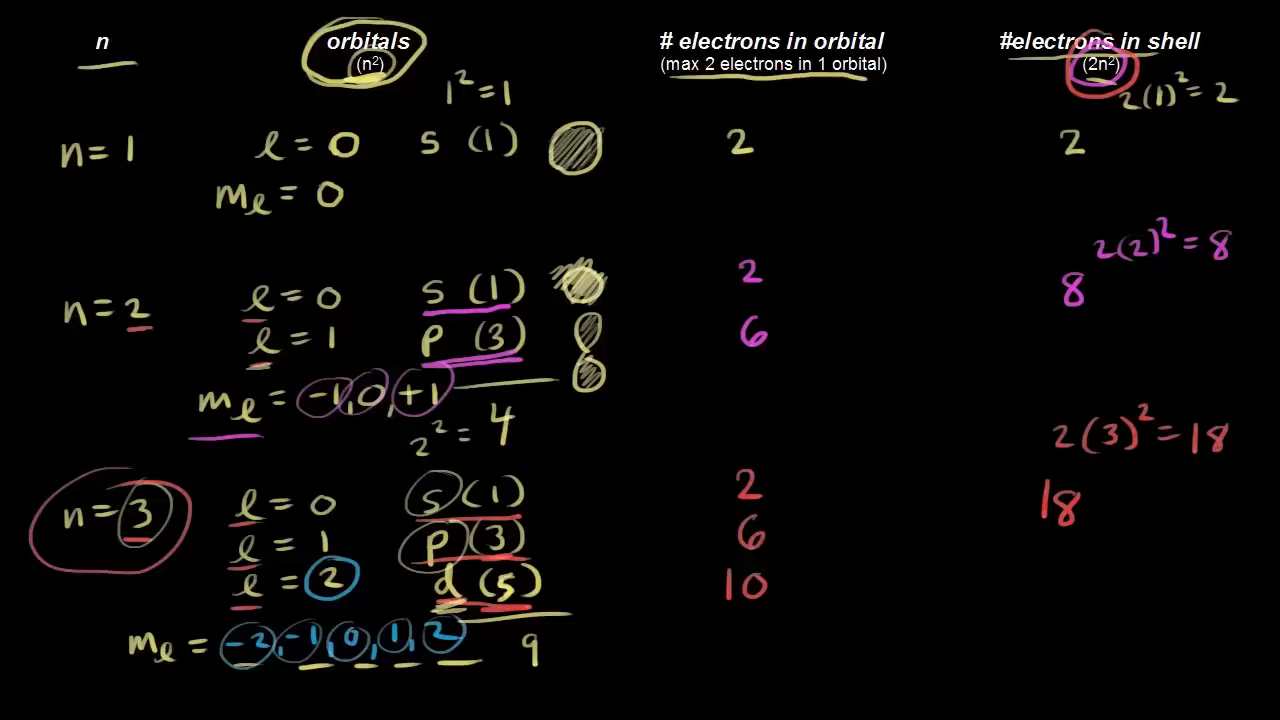 n orbitals # electrons in orbital #electrons in shell
(n²) (max 2 electrons in 1 orbital) (2n²)
1² = 1 2(1)² = 2
n = 1 l = 0 s (1) 2 2
mₗ = 0
2(2)² = 8
n = 2 l = 0 s (1) 2 8
l = 1 p (3) 6
mₗ = -1, 0, +1
2² = 4
2(3)² = 18
n = 3 l = 0 s (1) 2 18
l = 1 p (3) 6
l = 2 d (5) 10
mₗ = -2, -1, 0, 1, 2 9